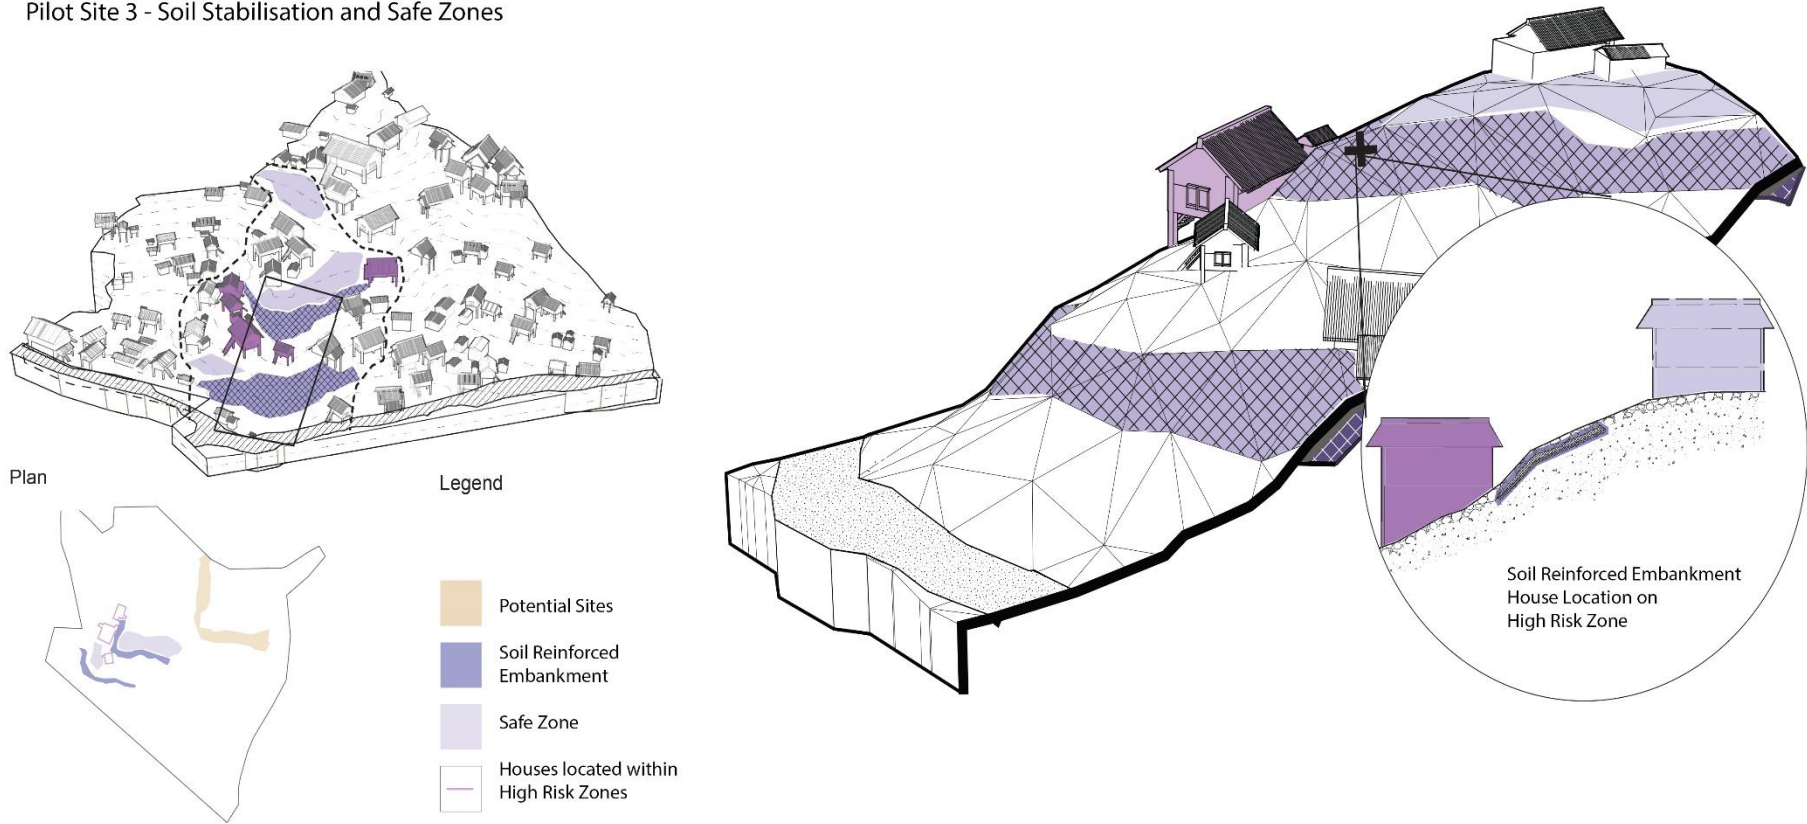 Pilot Site 3 - Soil Stabilisation and Safe Zones
Plan
Legend
Potential Sites
Soil Reinforced
Embankment
Safe Zone
Houses located within
High Risk Zones
Soil Reinforced Embankment
House Location on
High Risk Zone